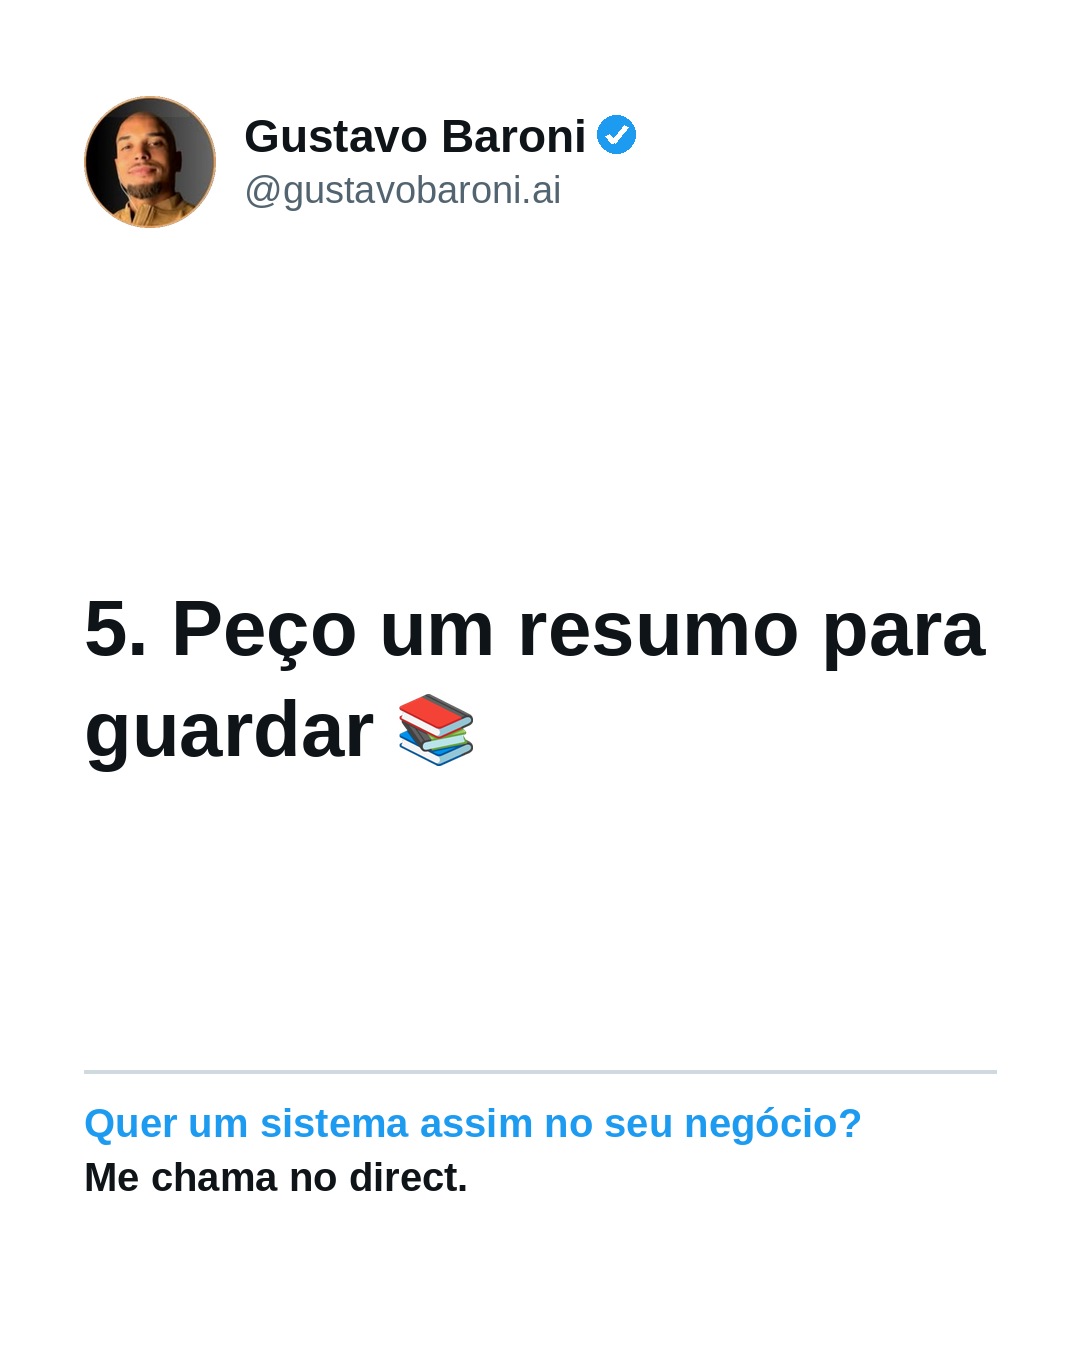 Gustavo Baroni
@gustavobaroni.ai
5. Peço um resumo para
guardar 📚
Quer um sistema assim no seu negócio?
Me chama no direct.